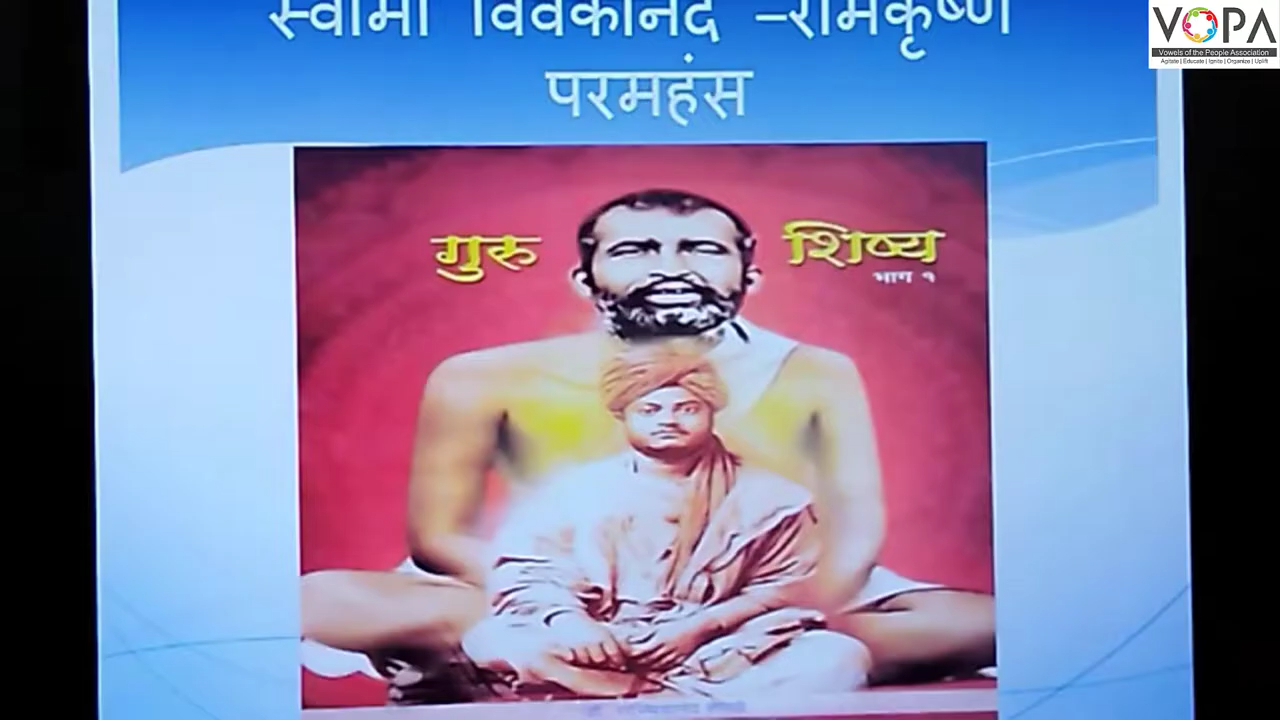 स्वामी विवेकानंद –रामकृष्ण
परमहंस
VOPA
Vowels of the People Association
Agitate | Educate | Ignite | Organize | Uplift
गुरु शिष्य
भाग १